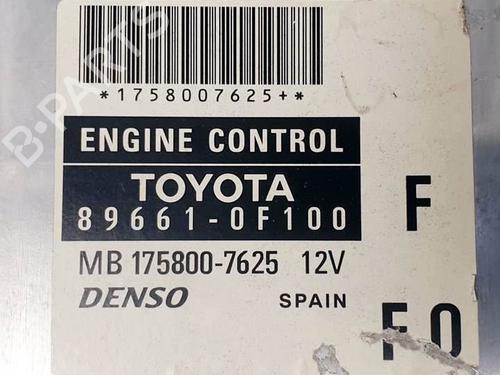 *1758007625+*
ENGINE CONTROL
TOYOTA
89661-0F100
F
MB 175800-7625 12V
DENSO SPAIN
F0
B-PARTS